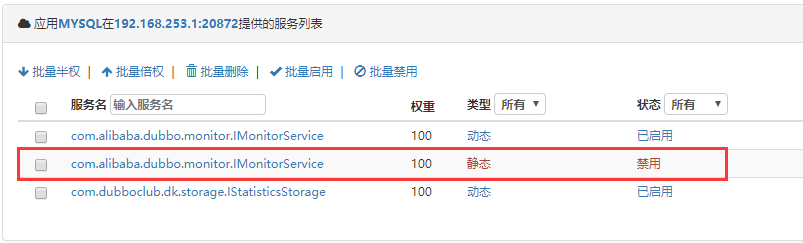 应用MYSQL在192.168.253.1:20872提供的服务列表
批量半权 | 批量倍权 | 批量删除 | 批量启用 | 批量禁用
服务名 输入服务名 权重 类型 所有 状态 所有
com.alibaba.dubbo.monitor.IMonitorService 100 动态 已启用
com.alibaba.dubbo.monitor.IMonitorService 100 静态 禁用
com.dubboclub.dk.storage.IStatisticsStorage 100 动态 已启用